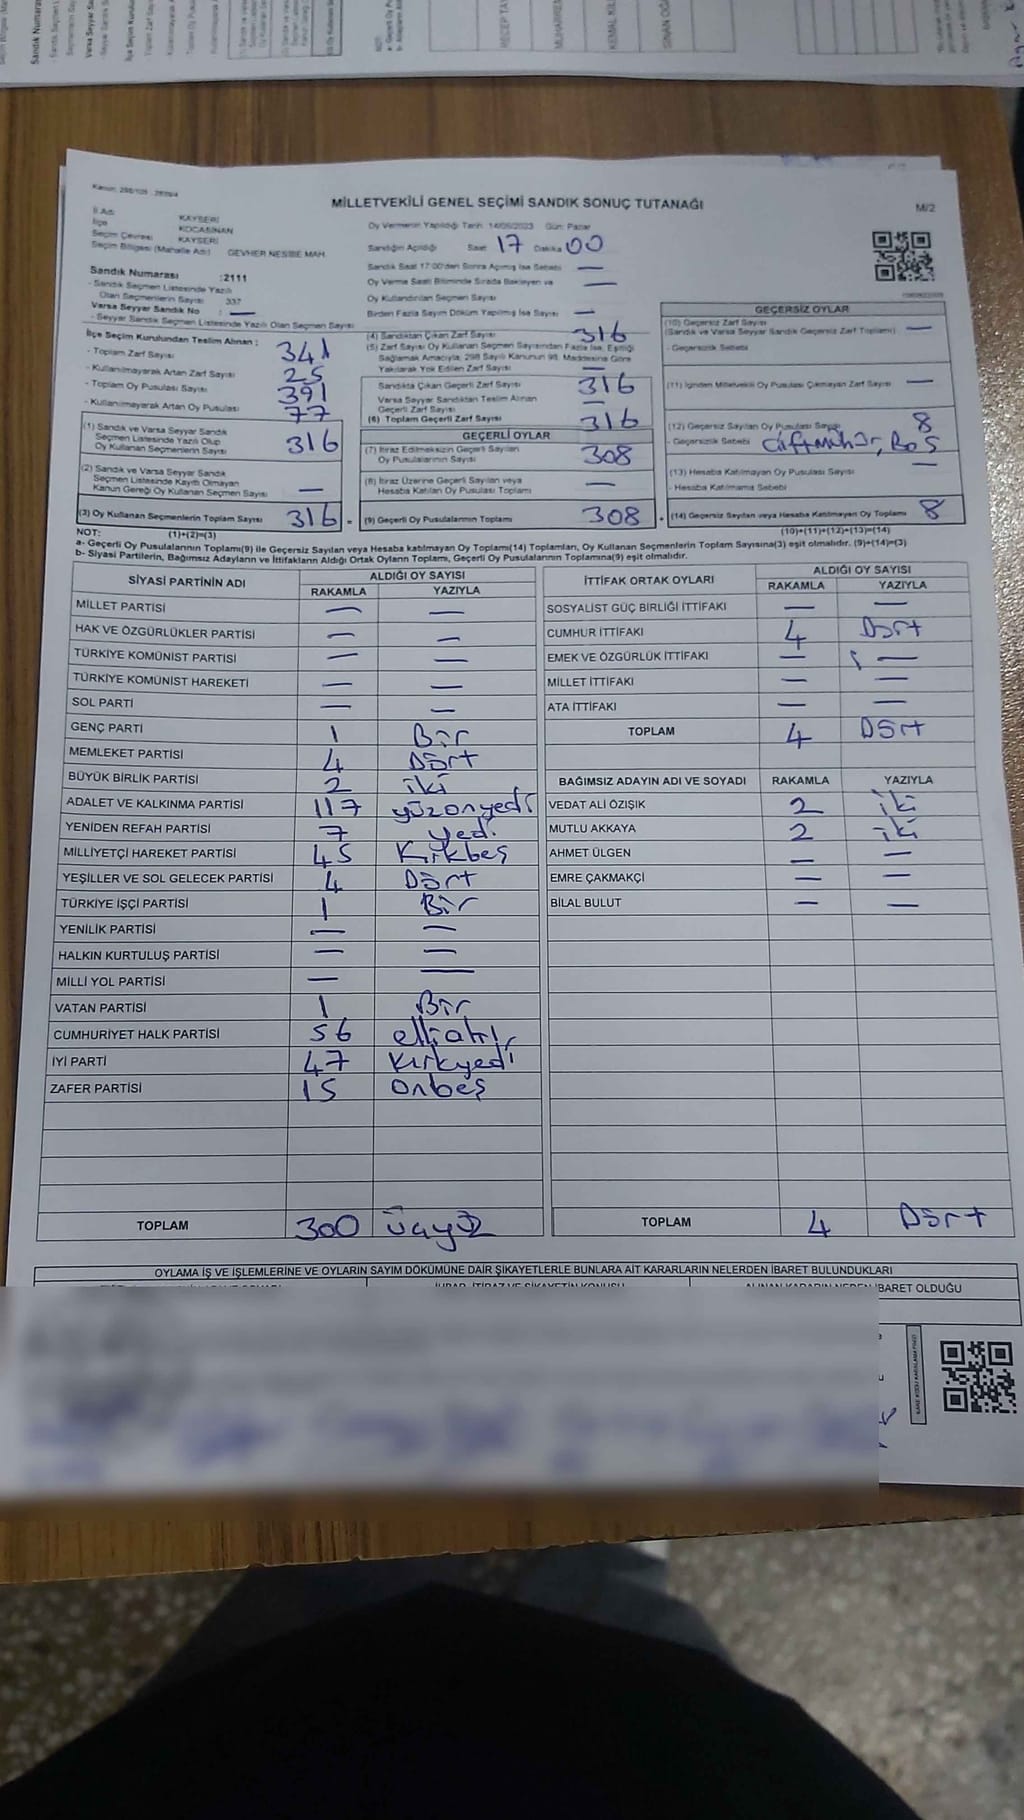 MİLLETVEKİLİ GENEL SEÇİMİ SANDIK SONUÇ TUTANAĞI
M/2
İl Adı KAYSERİ
İlçe KOCASİNAN
Seçim Çevresi KAYSERİ
Seçim Bölgesi (Mahalle Adı) GEVHER NESİBE MAH.
Sandık Numarası :2111
- Sandık Seçmen Listesinde Yazılı
Olan Seçmenlerin Sayısı 337
Varsa Seyyar Sandık No : —
- Seyyar Sandık Seçmen Listesinde Yazılı Olan Seçmen Sayısı
İlçe Seçim Kurulundan Teslim Alınan ;
- Toplam Zarf Sayısı 341
- Kullanılmayarak Artan Zarf Sayısı 25
- Toplam Oy Pusulası Sayısı 391
- Kullanılmayarak Artan Oy Pusulası 77
(1) Sandık ve Varsa Seyyar Sandık
Seçmen Listesinde Yazılı Olup
Oy Kullanan Seçmenlerin Sayısı 316
(2) Sandık ve Varsa Seyyar Sandık
Seçmen Listesinde Kayıtlı Olmayan
Kanun Gereği Oy Kullanan Seçmen Sayısı —
(3) Oy Kullanan Seçmenlerin Toplam Sayısı 316 =
(1)+(2)=(3)
Oy Vermenin Yapıldığı Tarih: 14/05/2023 Gün: Pazar
Sandığın Açıldığı Saat 17 Dakika 00
Sandık Saat 17:00'den Sonra Açılmış İse Sebebi —
Oy Verme Saati Bitiminde Sırada Bekleyen ve —
Oy Kullandırılan Seçmen Sayısı
Birden Fazla Sayım Döküm Yapılmış İse Sayısı —
(4) Sandıktan Çıkan Zarf Sayısı 316
(5) Zarf Sayısı Oy Kullanan Seçmen Sayısından Fazla İse, Eşitliği
Sağlamak Amacıyla, 298 Sayılı Kanunun 98. Maddesine Göre
Yakılarak Yok Edilen Zarf Sayısı —
Sandıkta Çıkan Geçerli Zarf Sayısı 316
Varsa Seyyar Sandıktan Teslim Alınan
Geçerli Zarf Sayısı —
(6) Toplam Geçerli Zarf Sayısı 316
GEÇERLİ OYLAR
(7) İtiraz Edilmeksizin Geçerli Sayılan
Oy Pusulalarının Sayısı 308
(8) İtiraz Üzerine Geçerli Sayılan veya
Hesaba Katılan Oy Pusulası Toplamı —
(9) Geçerli Oy Pusulalarının Toplamı 308 +
GEÇERSİZ OYLAR
(10) Geçersiz Zarf Sayısı
(Sandık ve Varsa Seyyar Sandık Geçersiz Zarf Toplamı) —
- Geçersizlik Sebebi
(11) İçinden Milletvekili Oy Pusulası Çıkmayan Zarf Sayısı —
(12) Geçersiz Sayılan Oy Pusulası Sayısı 8
- Geçersizlik Sebebi Çiftmühür, Boş
(13) Hesaba Katılmayan Oy Pusulası Sayısı —
- Hesaba Katılmama Sebebi
(14) Geçersiz Sayılan veya Hesaba Katılmayan Oy Toplamı 8
(10)+(11)+(12)+(13)=(14)
NOT:
a- Geçerli Oy Pusulalarının Toplamı(9) ile Geçersiz Sayılan veya Hesaba katılmayan Oy Toplamı(14) Toplamları, Oy Kullanan Seçmenlerin Toplam Sayısına(3) eşit olmalıdır. (9)+(14)=(3)
b- Siyasi Partilerin, Bağımsız Adayların ve İttifakların Aldığı Ortak Oyların Toplamı, Geçerli Oy Pusulalarının Toplamına(9) eşit olmalıdır.
SİYASİ PARTİNİN ADI ALDIĞI OY SAYISI
RAKAMLA YAZIYLA
MİLLET PARTİSİ — —
HAK VE ÖZGÜRLÜKLER PARTİSİ — —
TÜRKİYE KOMÜNİST PARTİSİ — —
TÜRKİYE KOMÜNİST HAREKETİ — —
SOL PARTİ — —
GENÇ PARTİ 1 Bir
MEMLEKET PARTİSİ 4 Dört
BÜYÜK BİRLİK PARTİSİ 2 iki
ADALET VE KALKINMA PARTİSİ 117 yüzonyedi
YENİDEN REFAH PARTİSİ 7 yedi
MİLLİYETÇİ HAREKET PARTİSİ 45 Kırkbeş
YEŞİLLER VE SOL GELECEK PARTİSİ 4 Dört
TÜRKİYE İŞÇİ PARTİSİ 1 Bir
YENİLİK PARTİSİ — —
HALKIN KURTULUŞ PARTİSİ — —
MİLLİ YOL PARTİSİ — —
VATAN PARTİSİ 1 Bir
CUMHURİYET HALK PARTİSİ 56 ellialtı
İYİ PARTİ 47 Kırkyedi
ZAFER PARTİSİ 15 onbeş
TOPLAM 300 üçyüz
İTTİFAK ORTAK OYLARI ALDIĞI OY SAYISI
RAKAMLA YAZIYLA
SOSYALİST GÜÇ BİRLİĞİ İTTİFAKI — —
CUMHUR İTTİFAKI 4 Dört
EMEK VE ÖZGÜRLÜK İTTİFAKI — —
MİLLET İTTİFAKI — —
ATA İTTİFAKI — —
TOPLAM 4 Dört
BAĞIMSIZ ADAYIN ADI VE SOYADI RAKAMLA YAZIYLA
VEDAT ALİ ÖZIŞIK 2 iki
MUTLU AKKAYA 2 iki
AHMET ÜLGEN — —
EMRE ÇAKMAKÇİ — —
BİLAL BULUT — —
TOPLAM 4 Dört
OYLAMA İŞ VE İŞLEMLERİNE VE OYLARIN SAYIM DÖKÜMÜNE DAİR ŞİKAYETLERLE BUNLARA AİT KARARLARIN NELERDEN İBARET BULUNDUKLARI
İHBAR, İTİRAZ VE ŞİKAYETİN KONUSU
ALINAN KARARIN NEDEN İBARET OLDUĞU